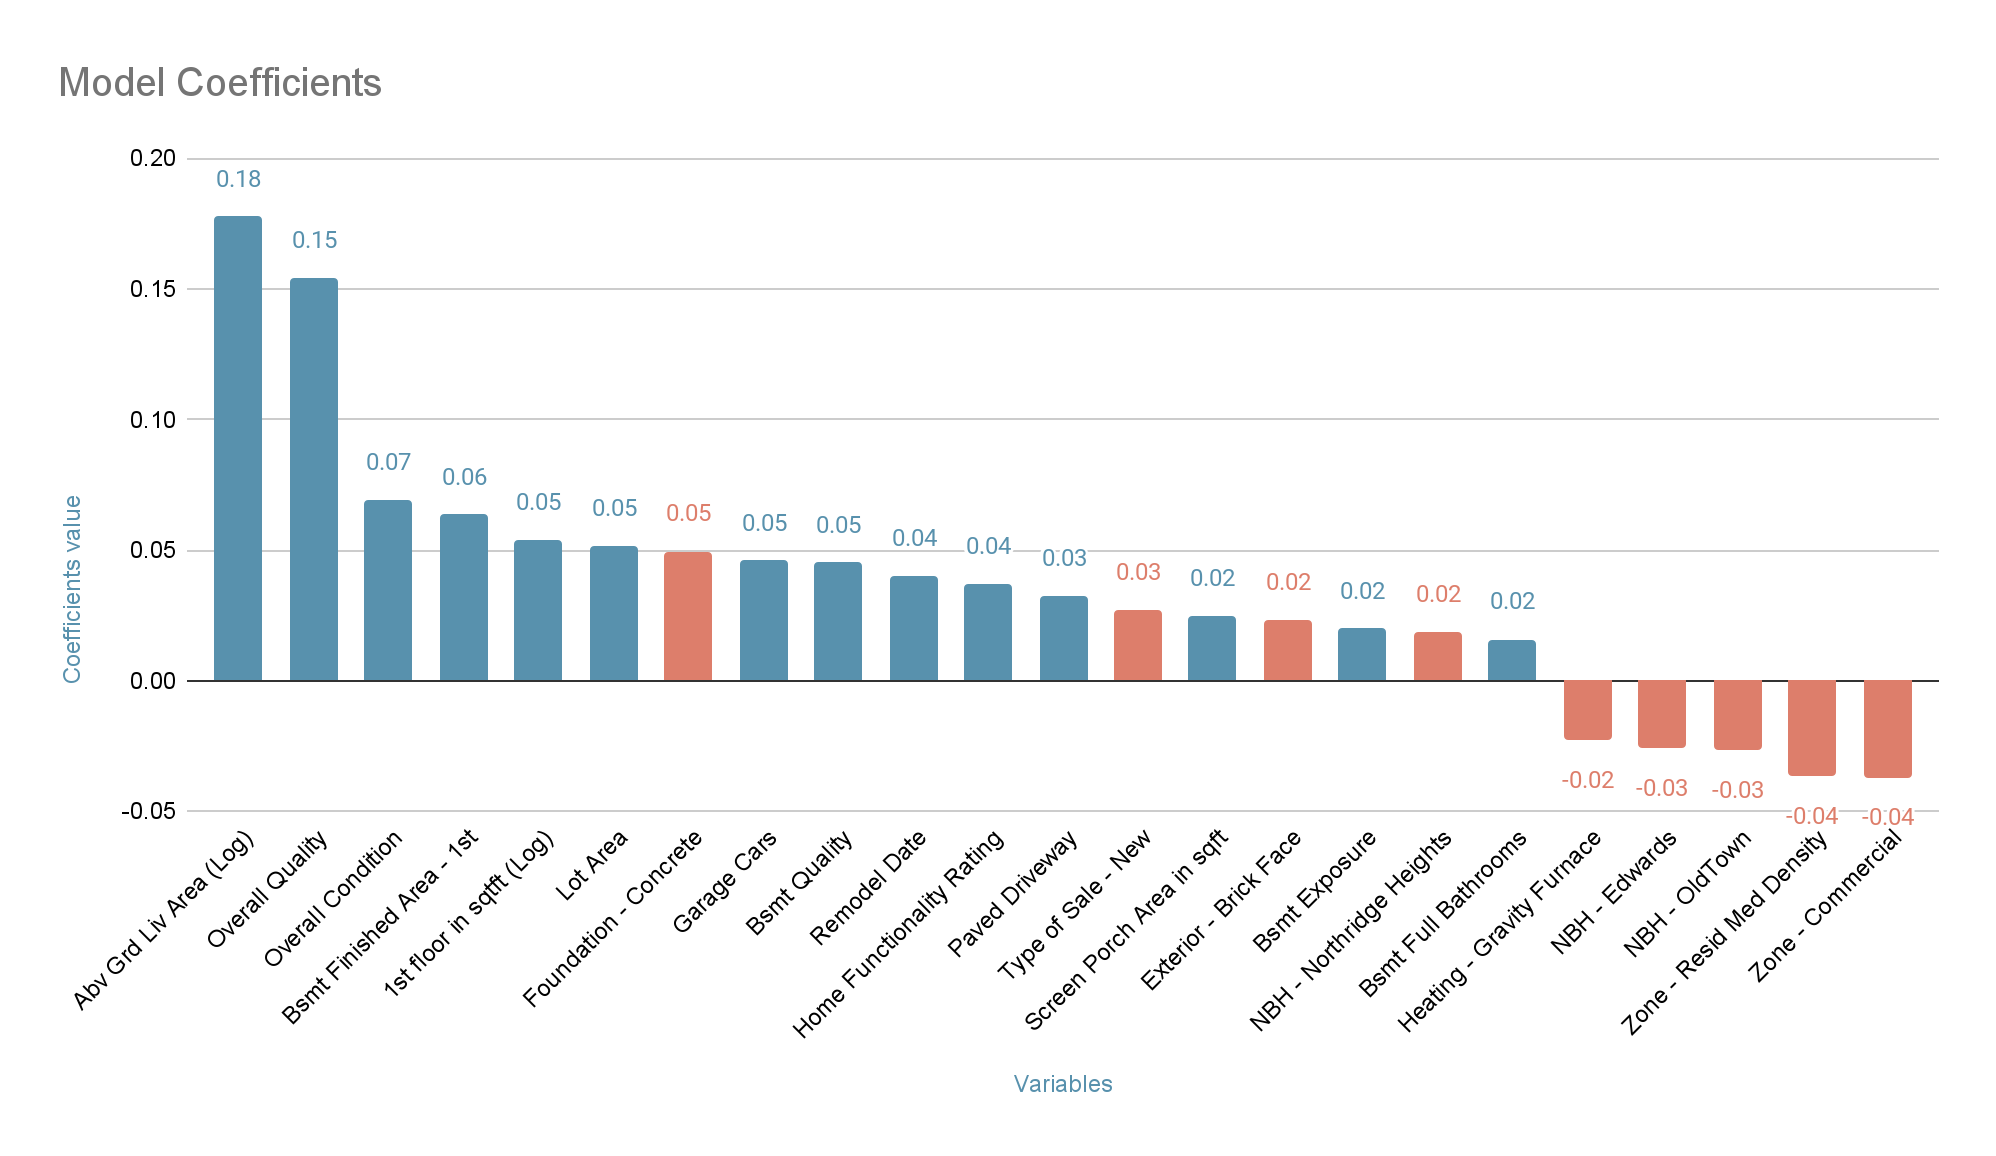 Model Coefficients
0.20
0.15
0.10
0.05
0.00
-0.05
Coefficients value
0.18
0.15
0.07
0.06
0.05
0.05
0.05
0.05
0.05
0.04
0.04
0.03
0.03
0.02
0.02
0.02
0.02
0.02
-0.02
-0.03
-0.03
-0.04
-0.04
Abv Grd Liv Area (Log)
Overall Quality
Overall Condition
Bsmt Finished Area - 1st
1st floor in sqtft (Log)
Lot Area
Foundation - Concrete
Garage Cars
Bsmt Quality
Remodel Date
Home Functionality Rating
Paved Driveway
Type of Sale - New
Screen Porch Area in sqft
Exterior - Brick Face
Bsmt Exposure
NBH - Northridge Heights
Bsmt Full Bathrooms
Heating - Gravity Furnace
NBH - Edwards
NBH - OldTown
Zone - Resid Med Density
Zone - Commercial
Variables